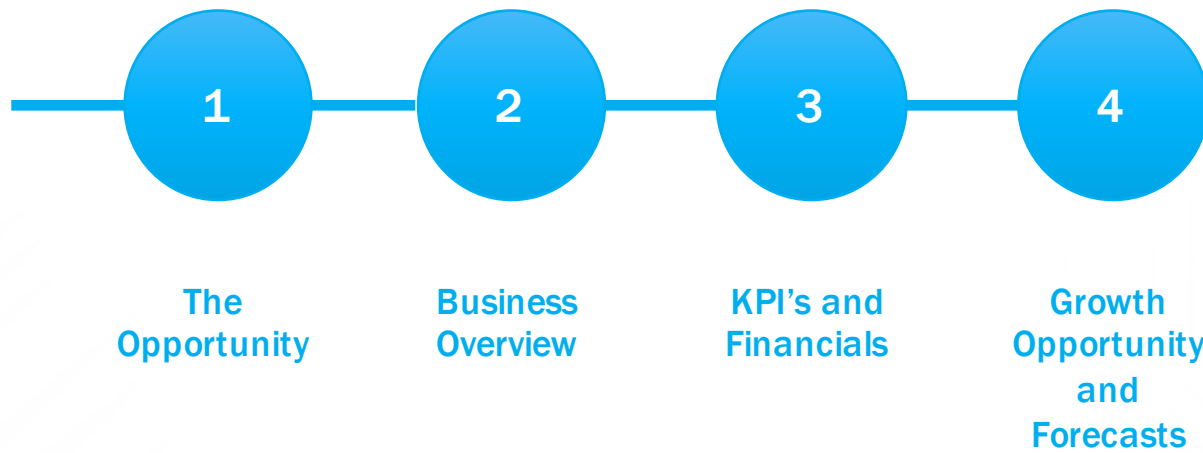 1
2
3
4
The
Opportunity
Business
Overview
KPI’s and
Financials
Growth
Opportunity
and
Forecasts